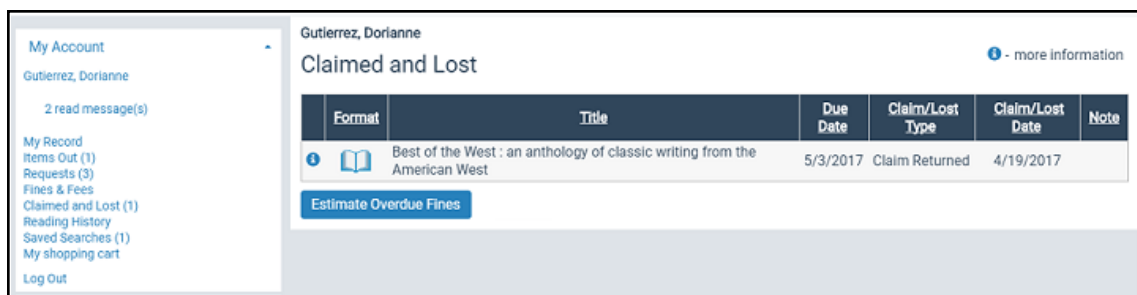 My Account
Gutierrez, Dorianne
2 read message(s)
My Record
Items Out (1)
Requests (3)
Fines & Fees
Claimed and Lost (1)
Reading History
Saved Searches (1)
My shopping cart
Log Out
Gutierrez, Dorianne
Claimed and Lost
i - more information
i Format Title Due Date Claim/Lost Type Claim/Lost Date Note
i Best of the West : an anthology of classic writing from the
American West 5/3/2017 Claim Returned 4/19/2017
Estimate Overdue Fines